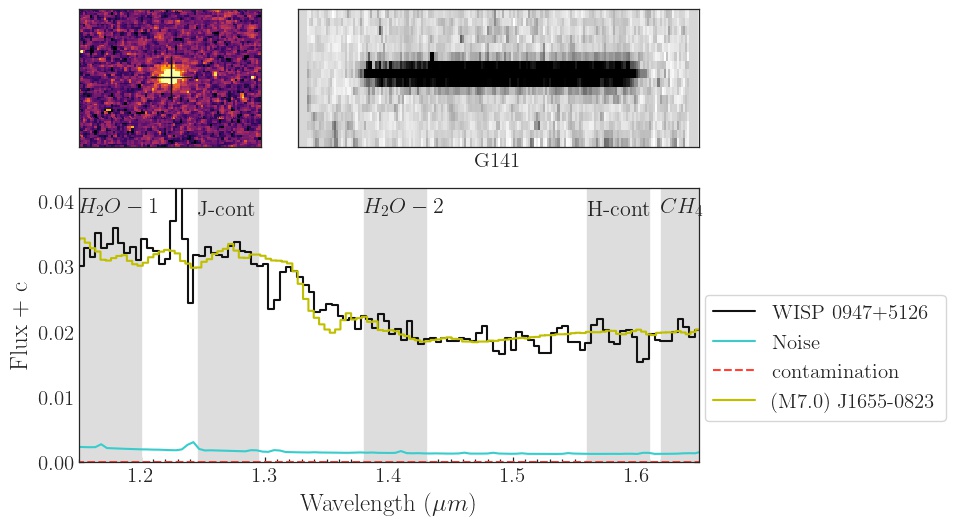 G141
H₂O − 1
J-cont
H₂O − 2
H-cont
CH₄
0.04
0.03
0.02
0.01
0.00
Flux + c
1.2
1.3
1.4
1.5
1.6
Wavelength (μm)
WISP 0947+5126
Noise
contamination
(M7.0) J1655-0823